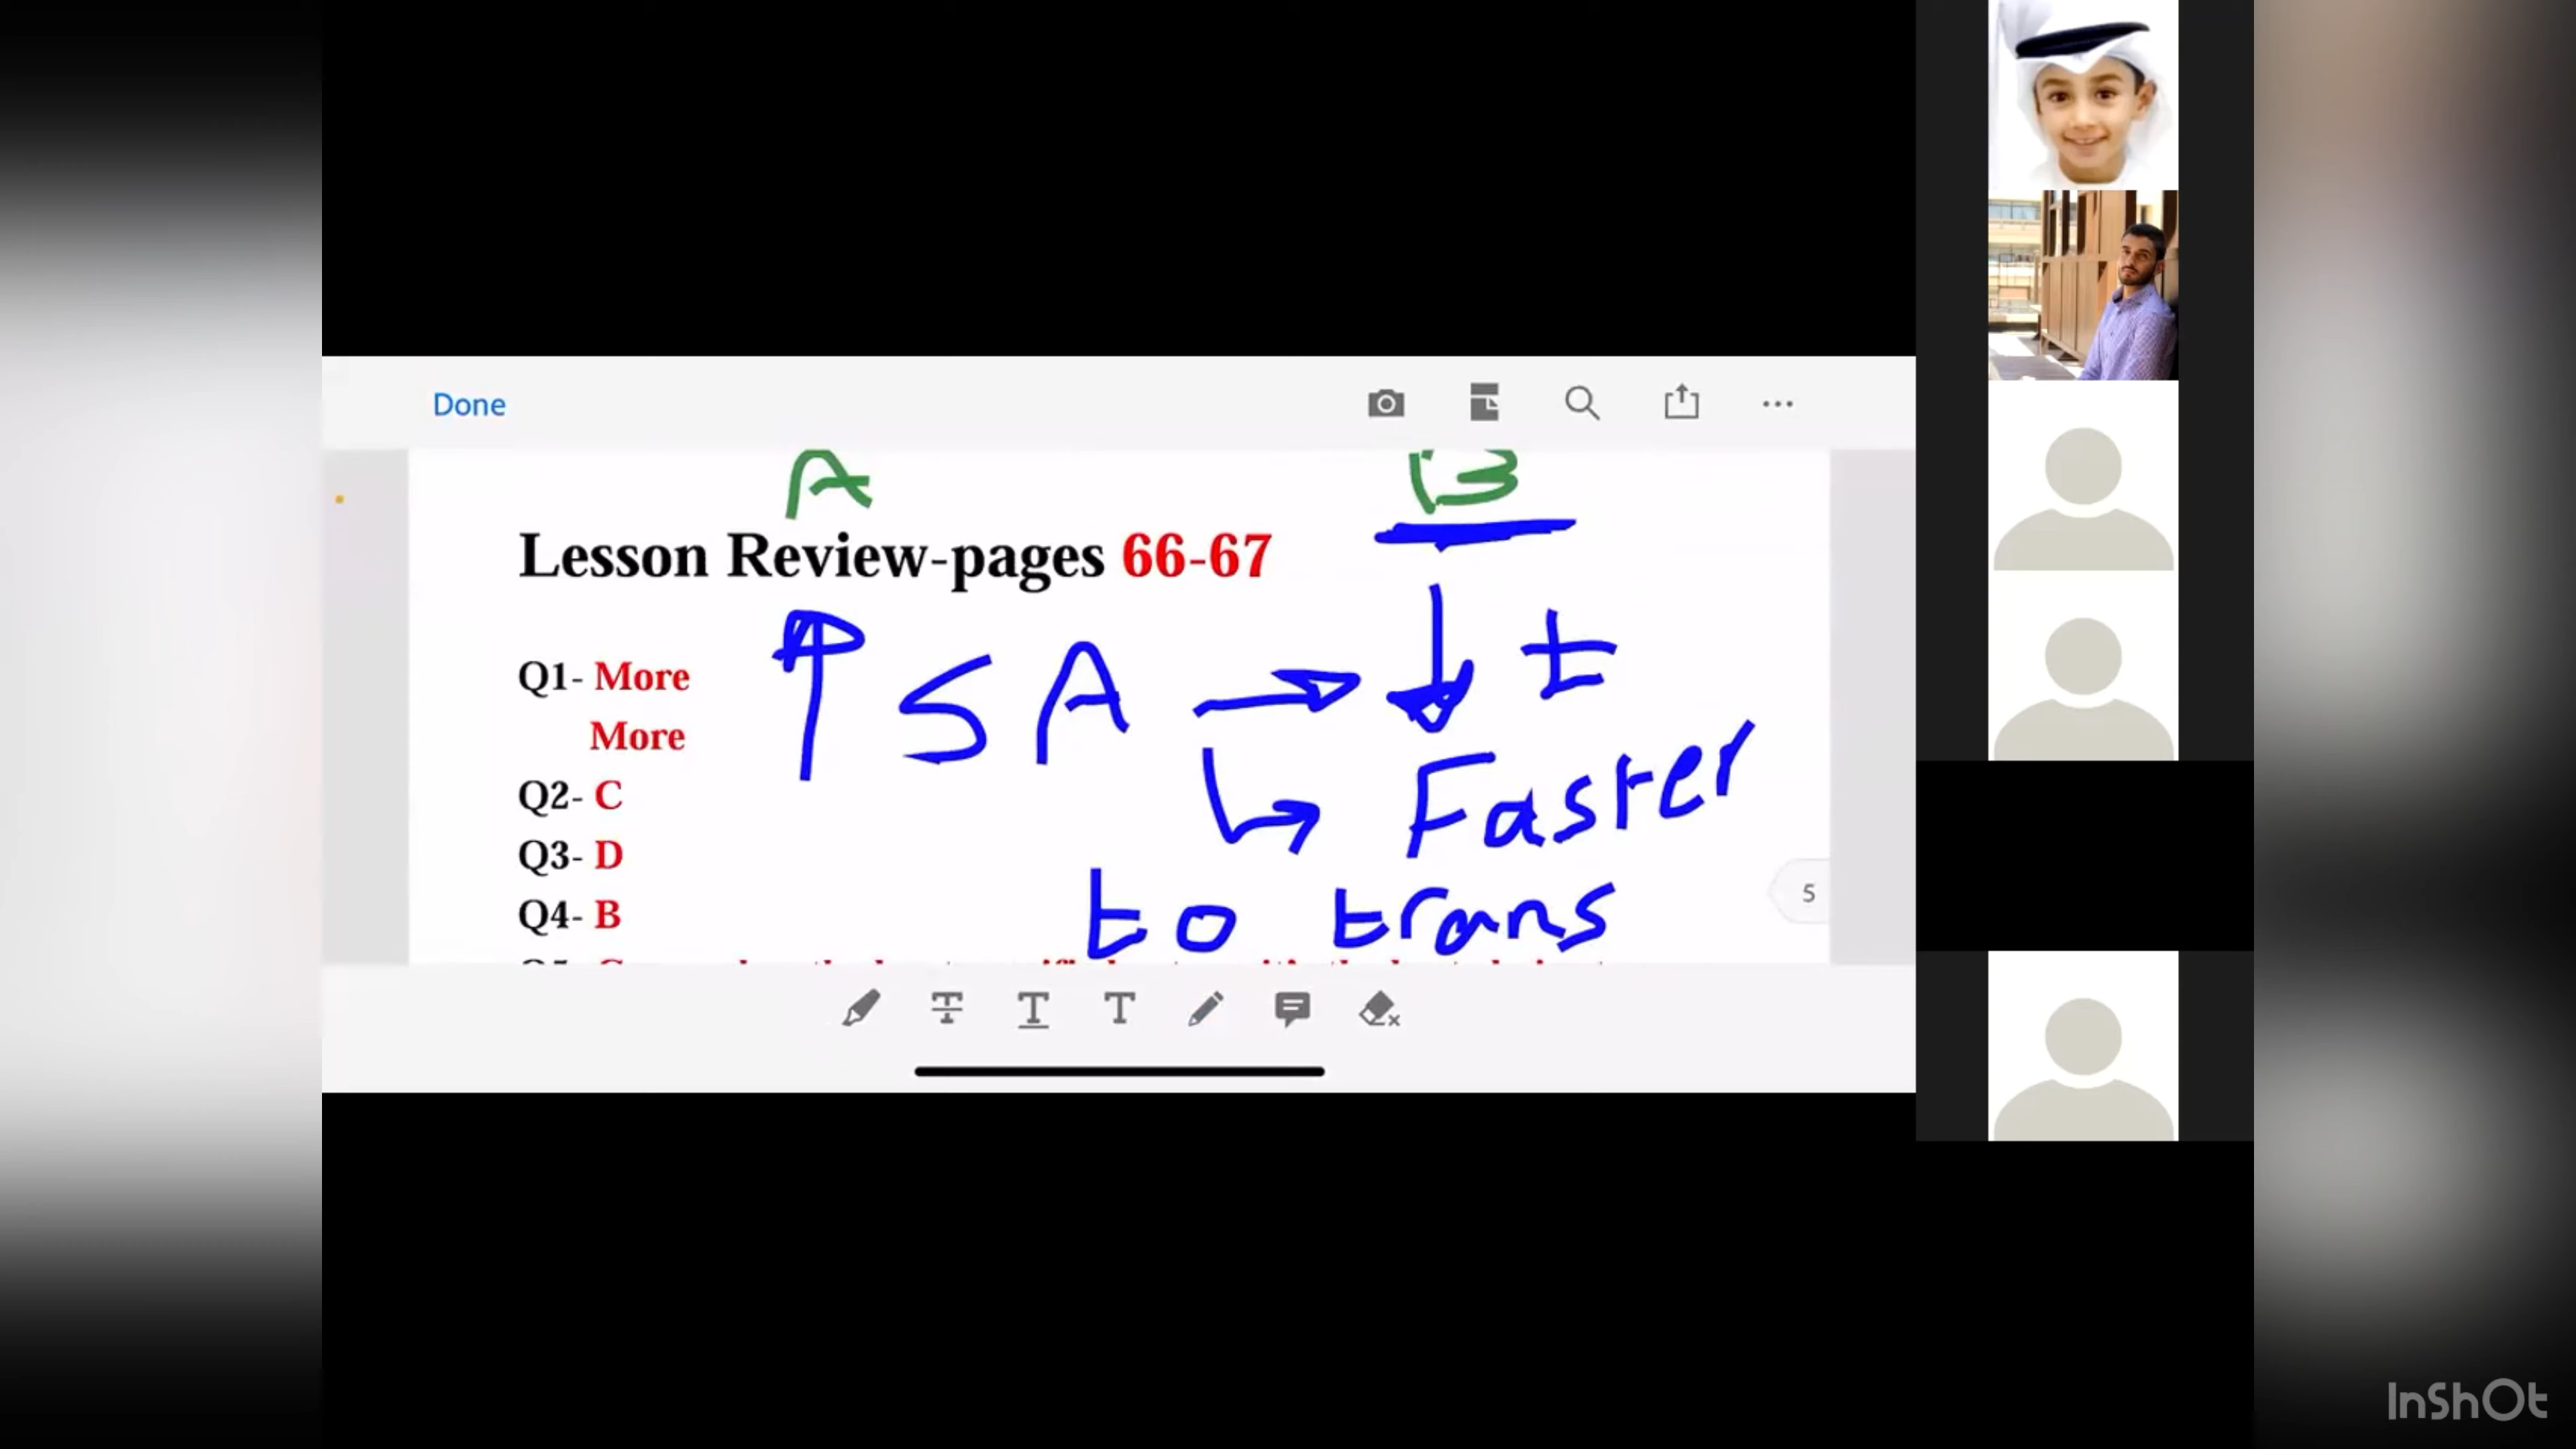 Done
A B
Lesson Review-pages 66-67
↑ SA → ↓ t
Q1- More
More
↳ Faster
Q2- C
Q3- D
5
Q4- B
to trans
InShOt